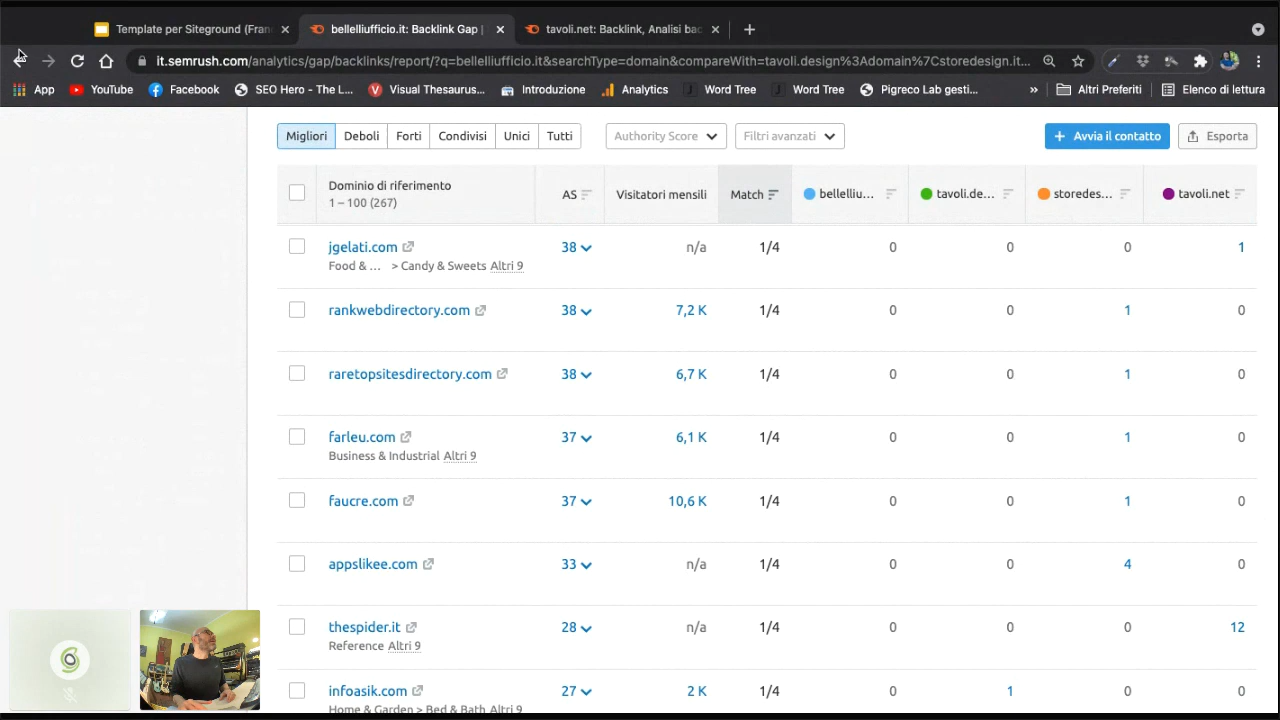 Template per Siteground (Fran
bellelliufficio.it: Backlink Gap |
tavoli.net: Backlink, Analisi bac
it.semrush.com/analytics/gap/backlinks/report/?q=bellelliufficio.it&searchType=domain&compareWith=tavoli.design%3Adomain%7Cstoredesign.it...
App
YouTube
Facebook
SEO Hero - The L...
Visual Thesaurus...
Introduzione
Analytics
Word Tree
Word Tree
Pigreco Lab gesti...
»
Altri Preferiti
Elenco di lettura
Migliori Deboli Forti Condivisi Unici Tutti
Authority Score
Filtri avanzati
+ Avvia il contatto
Esporta
Dominio di riferimento
1 – 100 (267)
AS Visitatori mensili Match belleliu... tavoli.de... storedes... tavoli.net
jgelati.com 38 n/a 1/4 0 0 0 1
Food & ... > Candy & Sweets Altri 9
rankwebdirectory.com 38 7,2 K 1/4 0 0 1 0
raretopsitesdirectory.com 38 6,7 K 1/4 0 0 1 0
farleu.com 37 6,1 K 1/4 0 0 1 0
Business & Industrial Altri 9
faucre.com 37 10,6 K 1/4 0 0 1 0
appslikee.com 33 n/a 1/4 0 0 4 0
thespider.it 28 n/a 1/4 0 0 0 12
Reference Altri 9
infoasik.com 27 2 K 1/4 0 1 0 0
Home & Garden > Bed & Bath Altri 9